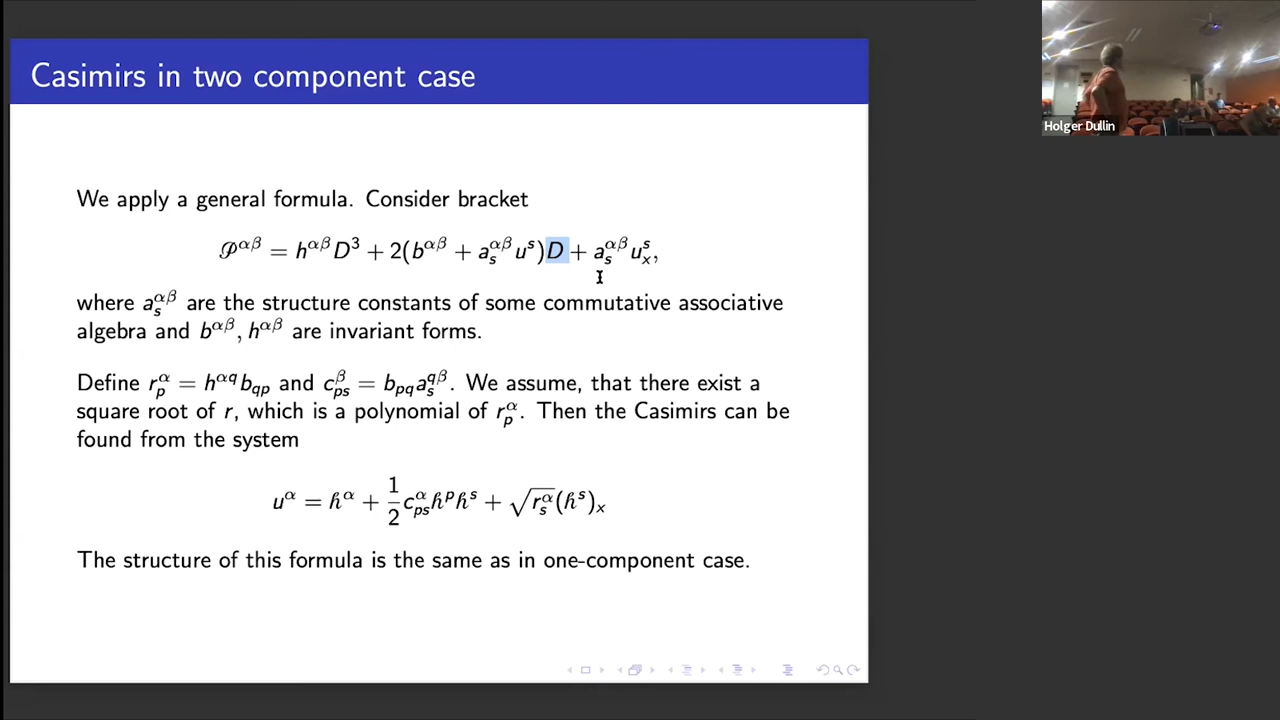 Casimirs in two component case
Holger Dullin
We apply a general formula. Consider bracket
𝒫^{αβ} = h^{αβ}D³ + 2(b^{αβ} + a_s^{αβ}u^s)D + a_s^{αβ}u_x^s,
where a_s^{αβ} are the structure constants of some commutative associative
algebra and b^{αβ}, h^{αβ} are invariant forms.
Define r_p^α = h^{αq}b_{qp} and c_{ps}^β = b_{pq}a_s^{qβ}. We assume, that there exist a
square root of r, which is a polynomial of r_p^α. Then the Casimirs can be
found from the system
u^α = ℏ^α + 1/2 c_{ps}^α ℏ^p ℏ^s + √(r_s^α)(ℏ^s)_x
The structure of this formula is the same as in one-component case.